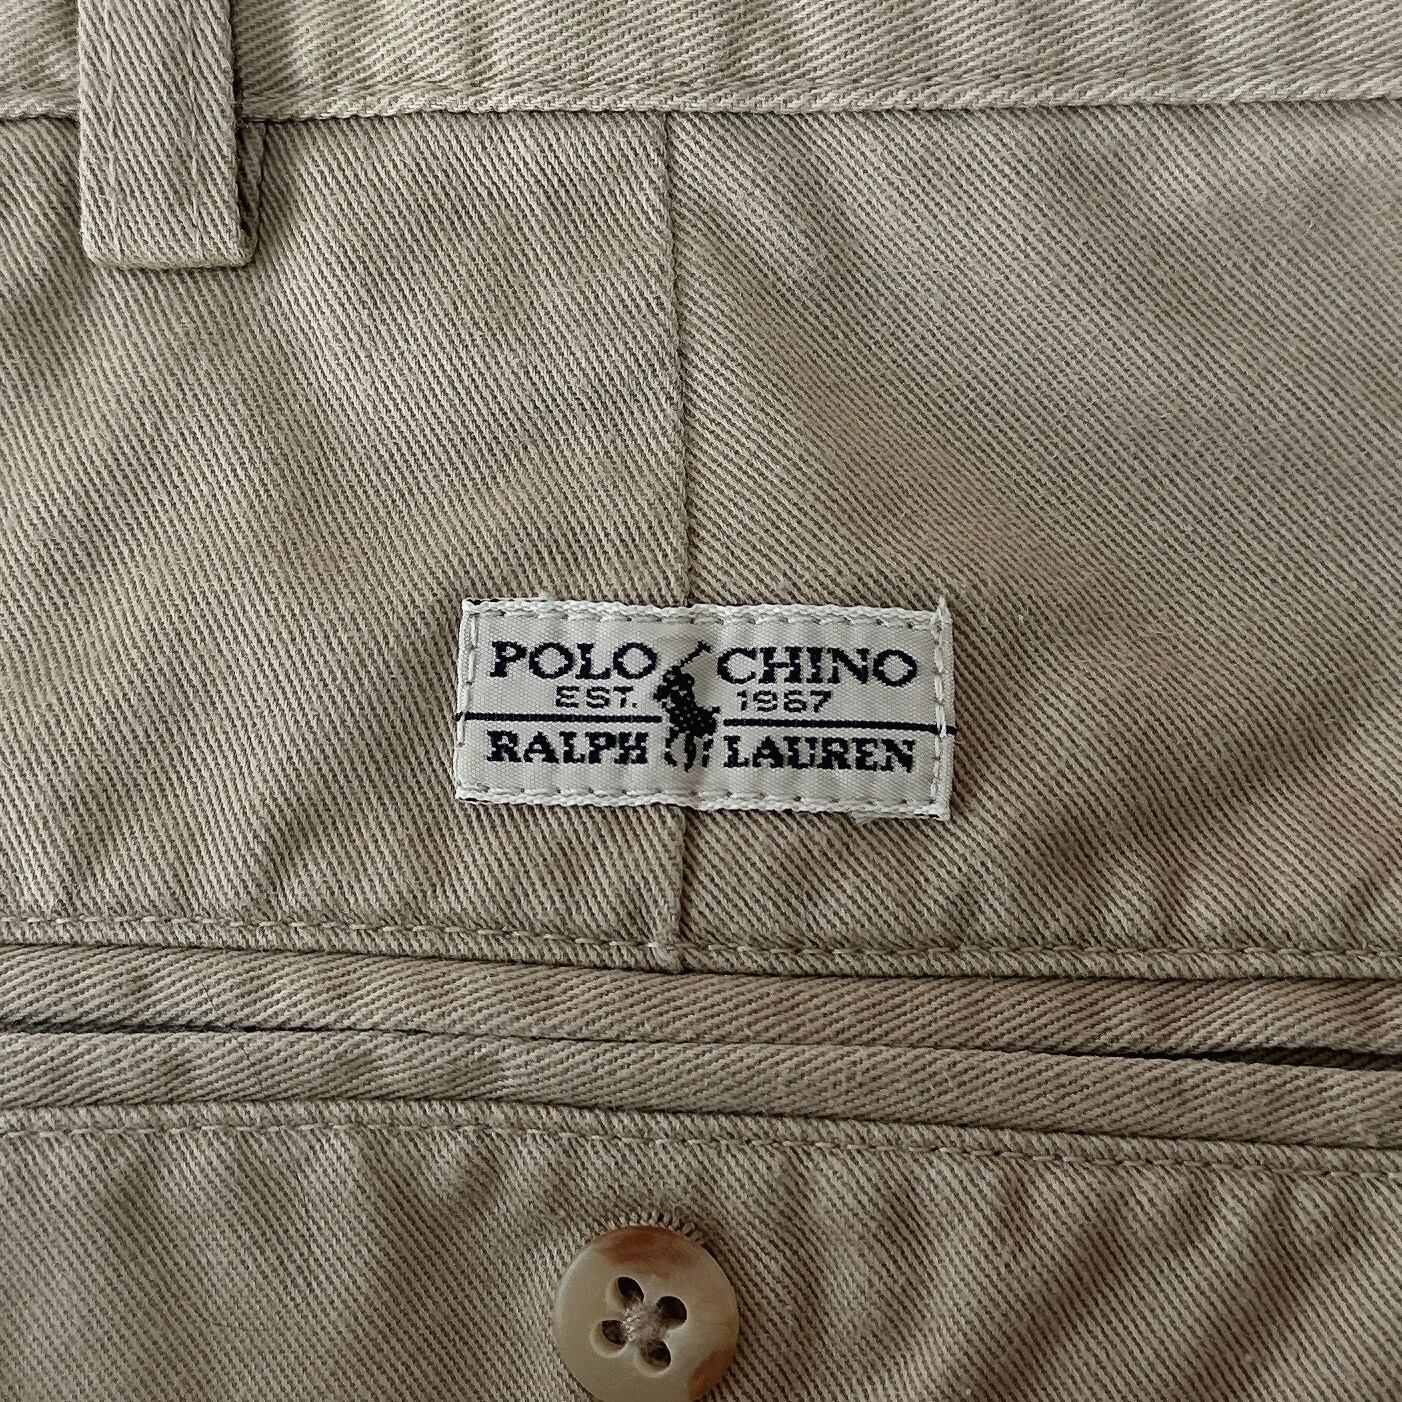 POLO CHINO
EST. 1967
RALPH LAUREN